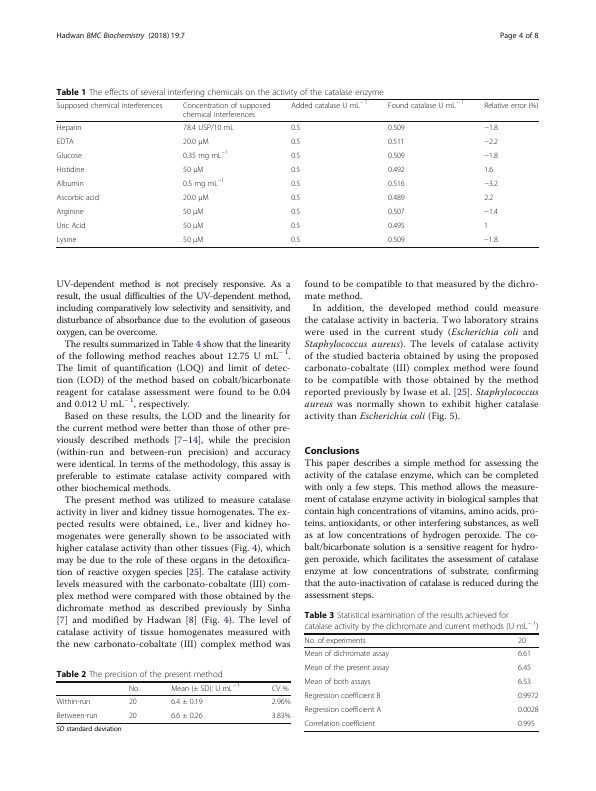 Hadwan BMC Biochemistry (2018) 19:7
Page 4 of 8
Table 1 The effects of several interfering chemicals on the activity of the catalase enzyme
Supposed chemical interferences Concentration of supposed chemical interferences Added catalase U mL−1 Found catalase U mL−1 Relative error (%)
Heparin 78.4 USP/10 mL 0.5 0.509 −1.8
EDTA 20.0 μM 0.5 0.511 −2.2
Glucose 0.35 mg mL−1 0.5 0.509 −1.8
Histidine 50 μM 0.5 0.492 1.6
Albumin 0.5 mg mL−1 0.5 0.516 −3.2
Ascorbic acid 20.0 μM 0.5 0.489 2.2
Arginine 50 μM 0.5 0.507 −1.4
Uric Acid 50 μM 0.5 0.495 1
Lysine 50 μM 0.5 0.509 −1.8
UV-dependent method is not precisely responsive. As a
result, the usual difficulties of the UV-dependent method,
including comparatively low selectivity and sensitivity, and
disturbance of absorbance due to the evolution of gaseous
oxygen, can be overcome.
The results summarized in Table 4 show that the linearity
of the following method reaches about 12.75 U mL−1.
The limit of quantification (LOQ) and limit of detec-
tion (LOD) of the method based on cobalt/bicarbonate
reagent for catalase assessment were found to be 0.04
and 0.012 U mL−1, respectively.
Based on these results, the LOD and the linearity for
the current method were better than those of other pre-
viously described methods [7–14], while the precision
(within-run and between-run precision) and accuracy
were identical. In terms of the methodology, this assay is
preferable to estimate catalase activity compared with
other biochemical methods.
The present method was utilized to measure catalase
activity in liver and kidney tissue homogenates. The ex-
pected results were obtained, i.e., liver and kidney ho-
mogenates were generally shown to be associated with
higher catalase activity than other tissues (Fig. 4), which
may be due to the role of these organs in the detoxifica-
tion of reactive oxygen species [25]. The catalase activity
levels measured with the carbonato-cobaltate (III) com-
plex method were compared with those obtained by the
dichromate method as described previously by Sinha
[7] and modified by Hadwan [8] (Fig. 4). The level of
catalase activity of tissue homogenates measured with
the new carbonato-cobaltate (III) complex method was
Table 2 The precision of the present method
No. Mean (± SD); U mL−1 CV %
Within-run 20 6.4 ± 0.19 2.96%
Between-run 20 6.6 ± 0.26 3.83%
SD standard deviation
found to be compatible to that measured by the dichro-
mate method.
In addition, the developed method could measure
the catalase activity in bacteria. Two laboratory strains
were used in the current study (Escherichia coli and
Staphylococcus aureus). The levels of catalase activity
of the studied bacteria obtained by using the proposed
carbonato-cobaltate (III) complex method were found
to be compatible with those obtained by the method
reported previously by Iwase et al. [25]. Staphylococcus
aureus was normally shown to exhibit higher catalase
activity than Escherichia coli (Fig. 5).
Conclusions
This paper describes a simple method for assessing the
activity of the catalase enzyme, which can be completed
with only a few steps. This method allows the measure-
ment of catalase enzyme activity in biological samples that
contain high concentrations of vitamins, amino acids, pro-
teins, antioxidants, or other interfering substances, as well
as at low concentrations of hydrogen peroxide. The co-
balt/bicarbonate solution is a sensitive reagent for hydro-
gen peroxide, which facilitates the assessment of catalase
enzyme at low concentrations of substrate, confirming
that the auto-inactivation of catalase is reduced during the
assessment steps.
Table 3 Statistical examination of the results achieved for
catalase activity by the dichromate and current methods (U mL−1)
No. of experiments 20
Mean of dichromate assay 6.61
Mean of the present assay 6.45
Mean of both assays 6.53
Regression coefficient B 0.9972
Regression coefficient A 0.0028
Correlation coefficient 0.995